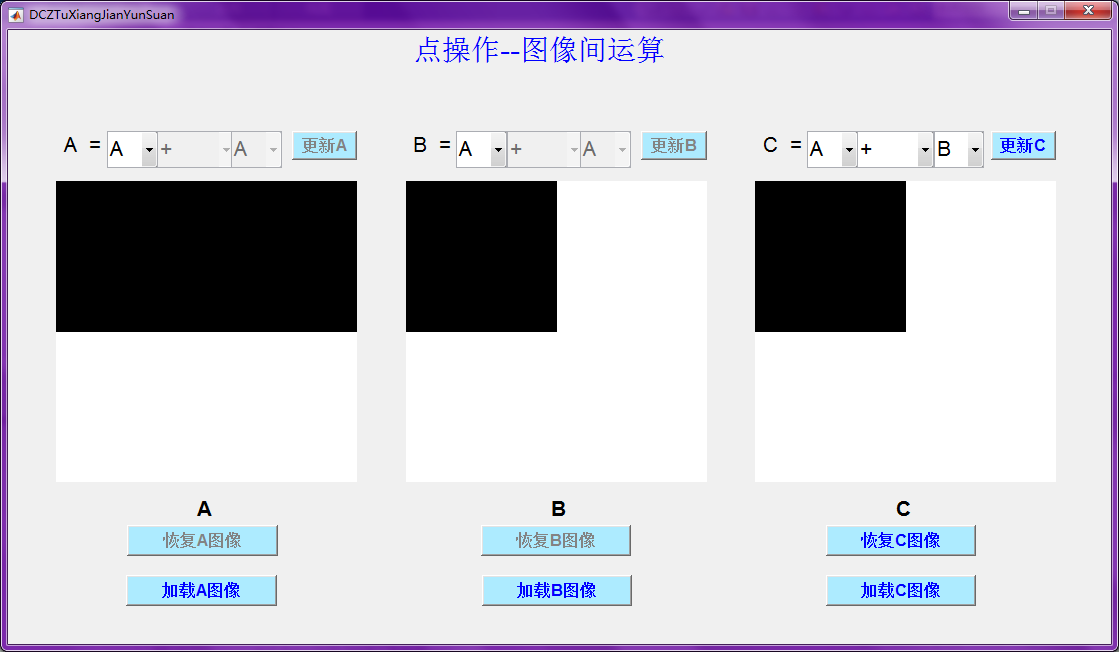 DCZTuXiangJianYunSuan
点操作--图像间运算
A = A + A 更新A
B = A + A 更新B
C = A + B 更新C
A
B
C
恢复A图像
恢复B图像
恢复C图像
加载A图像
加载B图像
加载C图像